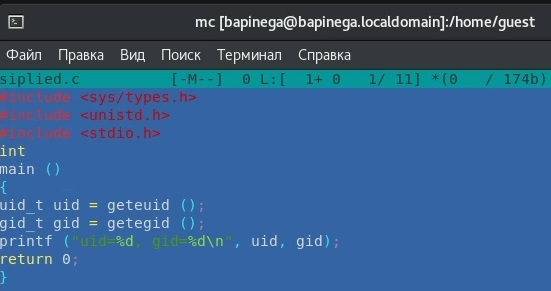 mc [bapinega@bapinega.localdomain]:/home/guest
Файл Правка Вид Поиск Терминал Справка
siplied.c [-M--] 0 L:[ 1+ 0 1/ 11] *(0 / 174b)
#include <sys/types.h>
#include <unistd.h>
#include <stdio.h>
int
main ()
{
uid_t uid = geteuid ();
gid_t gid = getegid ();
printf ("uid=%d, gid=%d\n", uid, gid);
return 0;
}